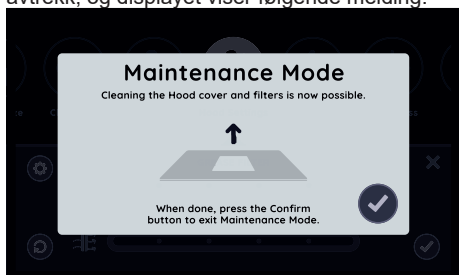 avtrekk, og displayet viser følgende melding:
Maintenance Mode
Cleaning the Hood cover and filters is now possible.
When done, press the Confirm
button to exit Maintenance Mode.